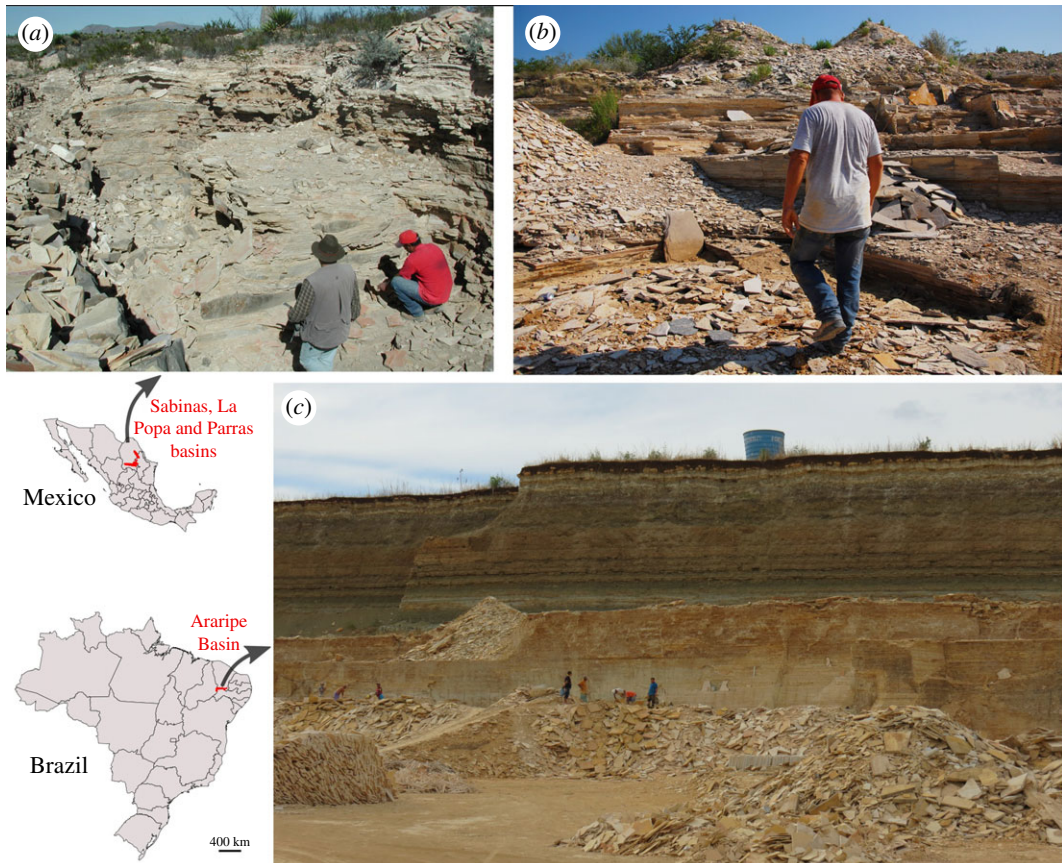 (a)
(b)
Sabinas, La
Popa and Parras
basins
Mexico
(c)
Araripe
Basin
Brazil
400 km